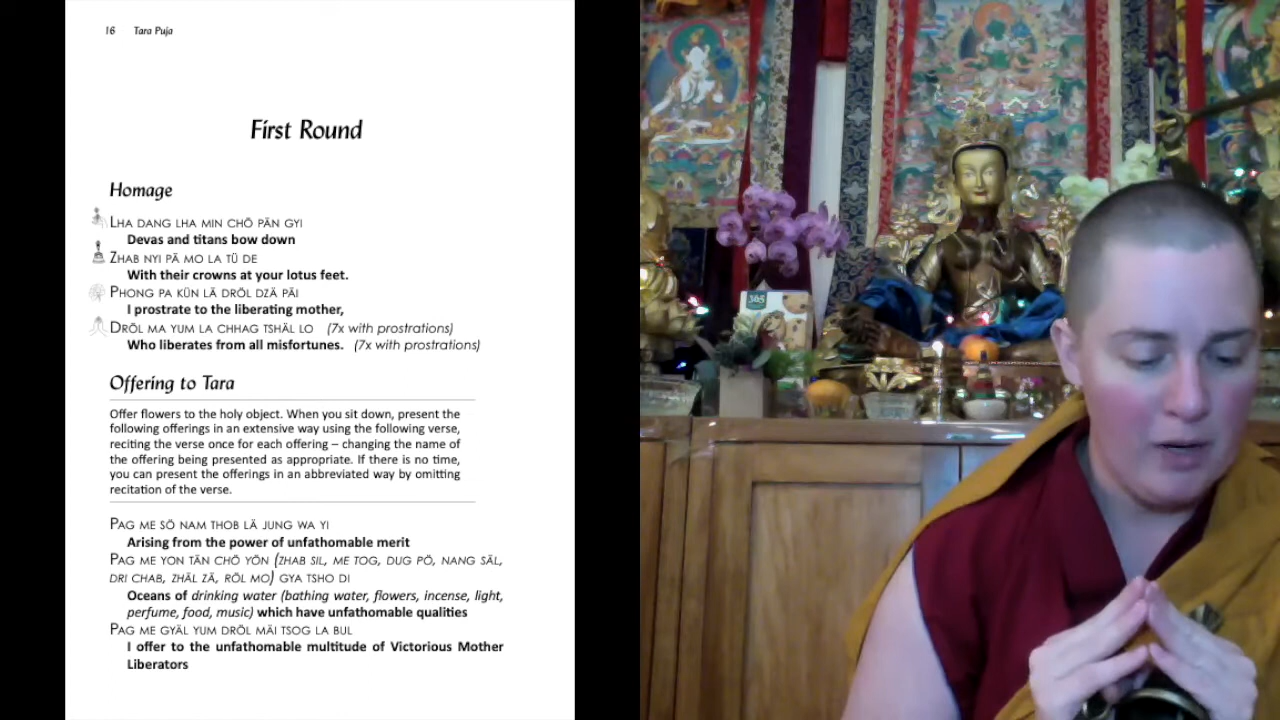 16 Tara Puja
First Round
Homage
LHA DANG LHA MIN CHÖ PÄN GYI
Devas and titans bow down
ZHAB NYI PÄ MO LA TÜ DE
With their crowns at your lotus feet.
PHONG PA KÜN LÄ DRÖL DZÄ PÄI
I prostrate to the liberating mother,
DRÖL MA YUM LA CHHAG TSHÄL LO (7x with prostrations)
Who liberates from all misfortunes. (7x with prostrations)
Offering to Tara
Offer flowers to the holy object. When you sit down, present the
following offerings in an extensive way using the following verse,
reciting the verse once for each offering – changing the name of
the offering being presented as appropriate. If there is no time,
you can present the offerings in an abbreviated way by omitting
recitation of the verse.
PAG ME SÖ NAM THOB LÄ JUNG WA YI
Arising from the power of unfathomable merit
PAG ME YON TÄN CHÖ YÖN (ZHAB SIL, ME TOG, DUG PÖ, NANG SÄL,
DRI CHAB, ZHÄL ZÄ, RÖL MO) GYA TSHO DI
Oceans of drinking water (bathing water, flowers, incense, light,
perfume, food, music) which have unfathomable qualities
PAG ME GYÄL YUM DRÖL MÄI TSOG LA BUL
I offer to the unfathomable multitude of Victorious Mother
Liberators
365